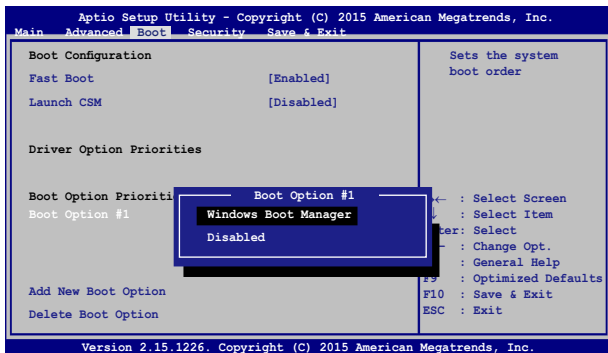 Aptio Setup Utility - Copyright (C) 2015 American Megatrends, Inc.
Main Advanced Boot Security Save & Exit
Boot Configuration
Fast Boot [Enabled]
Launch CSM [Disabled]
Driver Option Priorities
Boot Option Prioriti
Boot Option #1
Boot Option #1
Windows Boot Manager
Disabled
Add New Boot Option
Delete Boot Option
Sets the system
boot order
→← : Select Screen
: Select Item
ter: Select
- : Change Opt.
: General Help
F9 : Optimized Defaults
F10 : Save & Exit
ESC : Exit
Version 2.15.1226. Copyright (C) 2015 American Megatrends, Inc.